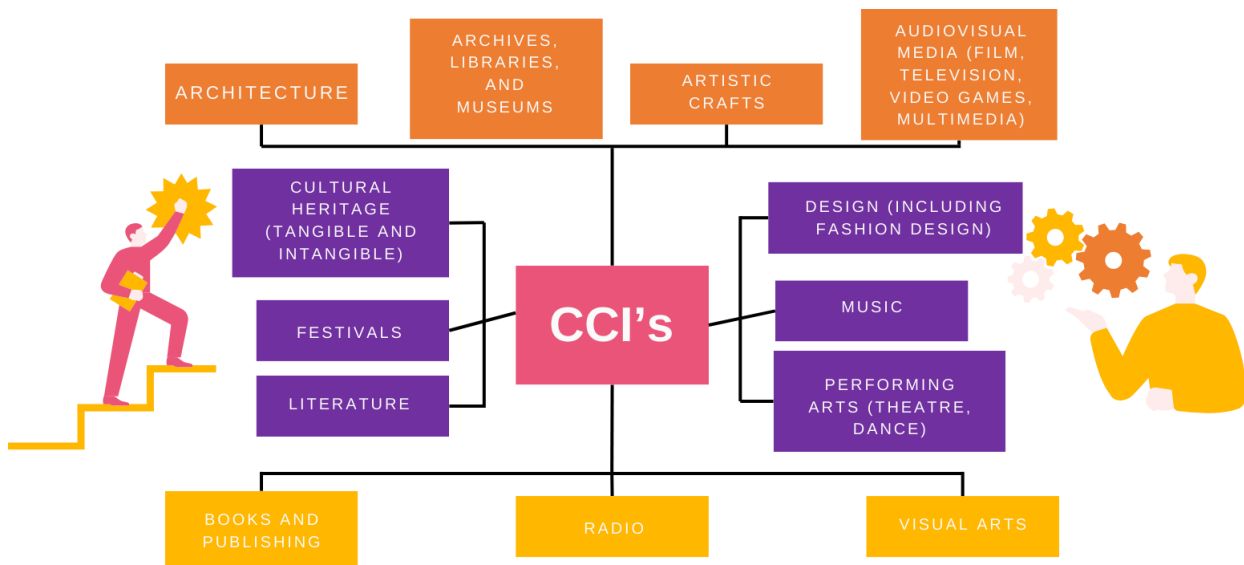 ARCHITECTURE
ARCHIVES,
LIBRARIES,
AND
MUSEUMS
ARTISTIC
CRAFTS
AUDIOVISUAL
MEDIA (FILM,
TELEVISION,
VIDEO GAMES,
MULTIMEDIA)
CULTURAL
HERITAGE
(TANGIBLE AND
INTANGIBLE)
FESTIVALS
LITERATURE
CCI's
DESIGN (INCLUDING
FASHION DESIGN)
MUSIC
PERFORMING
ARTS (THEATRE,
DANCE)
BOOKS AND
PUBLISHING
RADIO
VISUAL ARTS